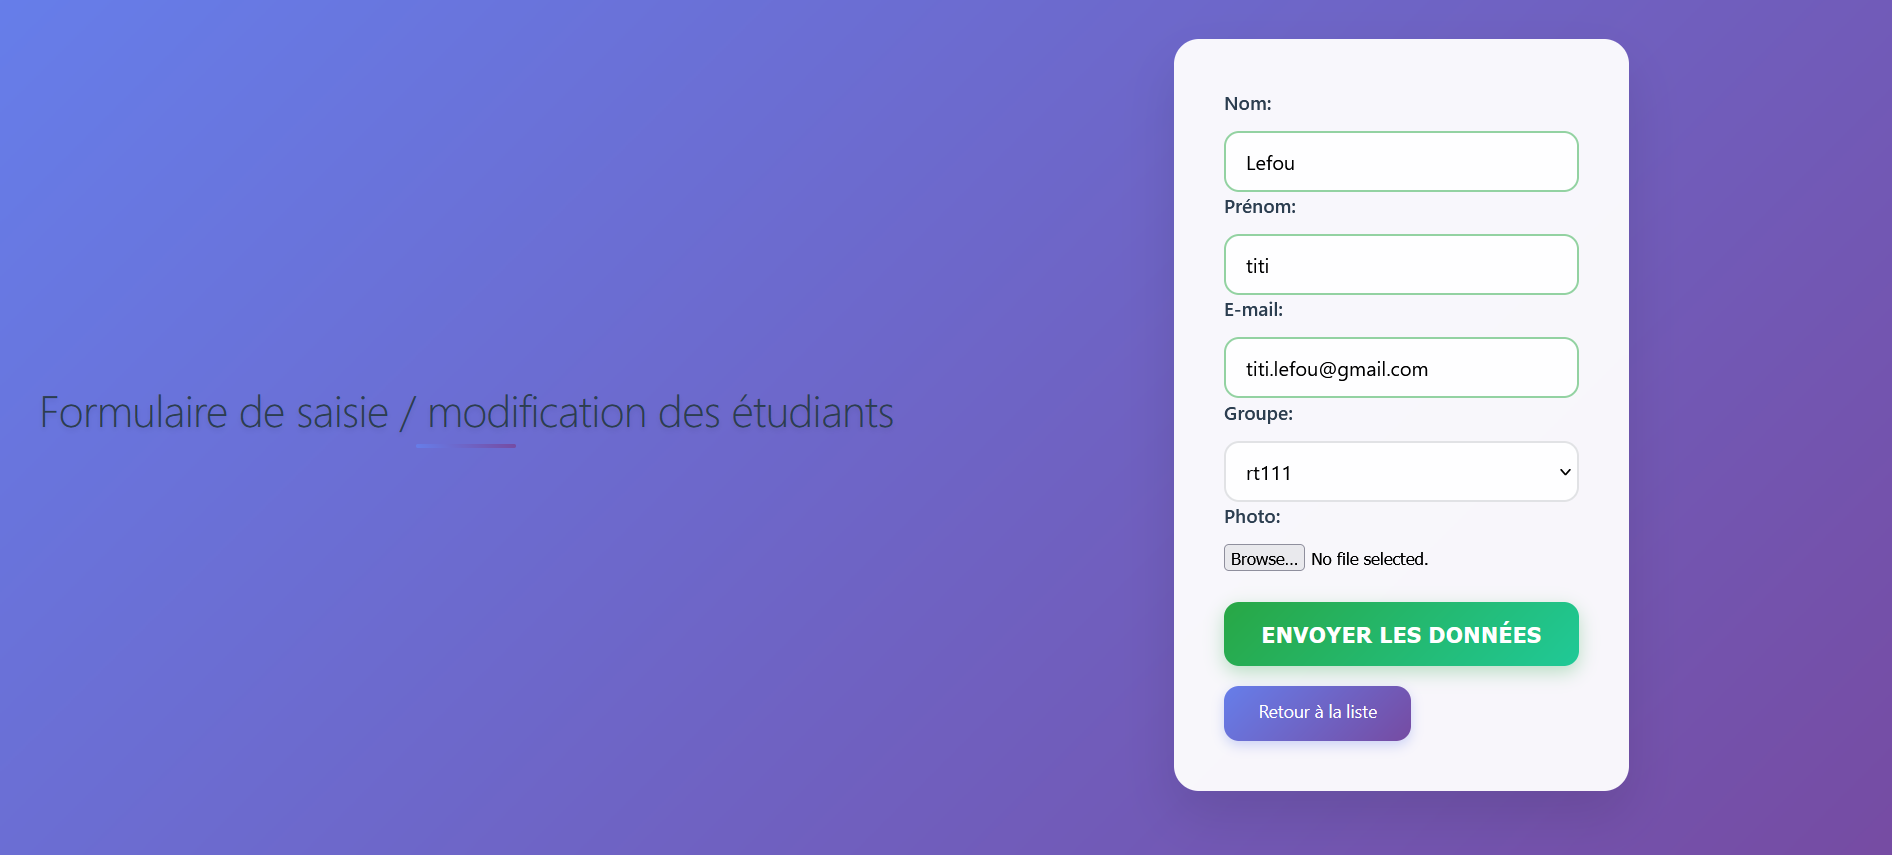 Formulaire de saisie / modification des étudiants
Nom:
Lefou
Prénom:
titi
E-mail:
titi.lefou@gmail.com
Groupe:
rt111
Photo:
Browse... No file selected.
ENVOYER LES DONNÉES
Retour à la liste